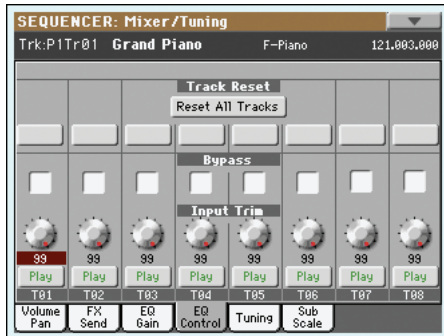 SEQUENCER: Mixer/Tuning
Trk:P1Tr01 Grand Piano F-Piano 121.003.000
Track Reset
Reset All Tracks
Bypass
Input Trim
99 99 99 99 99 99 99 99
Play Play Play Play Play Play Play Play
T01 T02 T03 T04 T05 T06 T07 T08
Volume Pan FX Send EQ Gain EQ Control Tuning Sub Scale